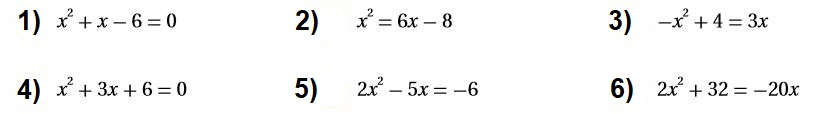 1) x² + x − 6 = 0 2) x² = 6x − 8 3) −x² + 4 = 3x
4) x² + 3x + 6 = 0 5) 2x² − 5x = −6 6) 2x² + 32 = −20x